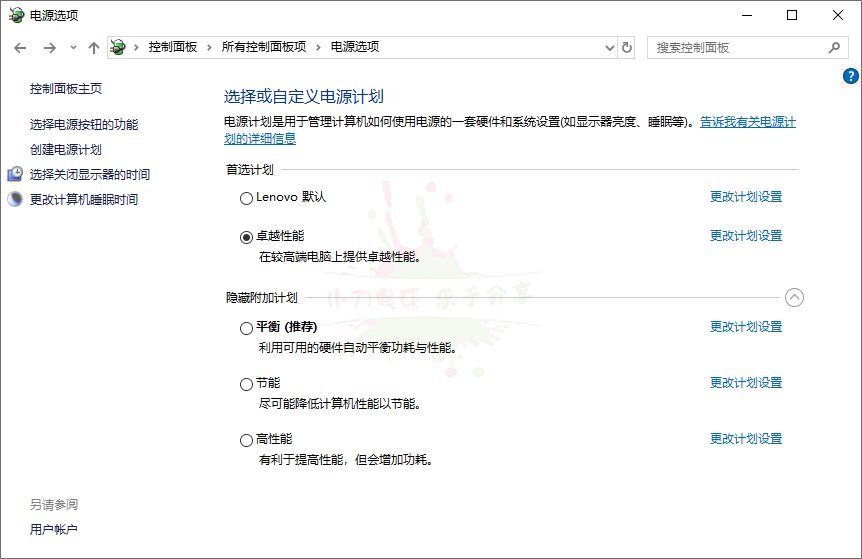 电源选项
控制面板 > 所有控制面板项 > 电源选项
搜索控制面板
控制面板主页
选择电源按钮的功能
创建电源计划
选择关闭显示器的时间
更改计算机睡眠时间
选择或自定义电源计划
电源计划是用于管理计算机如何使用电源的一套硬件和系统设置(如显示器亮度、睡眠等)。告诉我有关电源计
划的详细信息
首选计划
Lenovo 默认 更改计划设置
卓越性能 更改计划设置
在较高端电脑上提供卓越性能。
隐藏附加计划
小刀娱乐 乐于分享
平衡 (推荐) 更改计划设置
利用可用的硬件自动平衡功耗与性能。
节能 更改计划设置
尽可能降低计算机性能以节能。
高性能 更改计划设置
有利于提高性能，但会增加功耗。
另请参阅
用户帐户